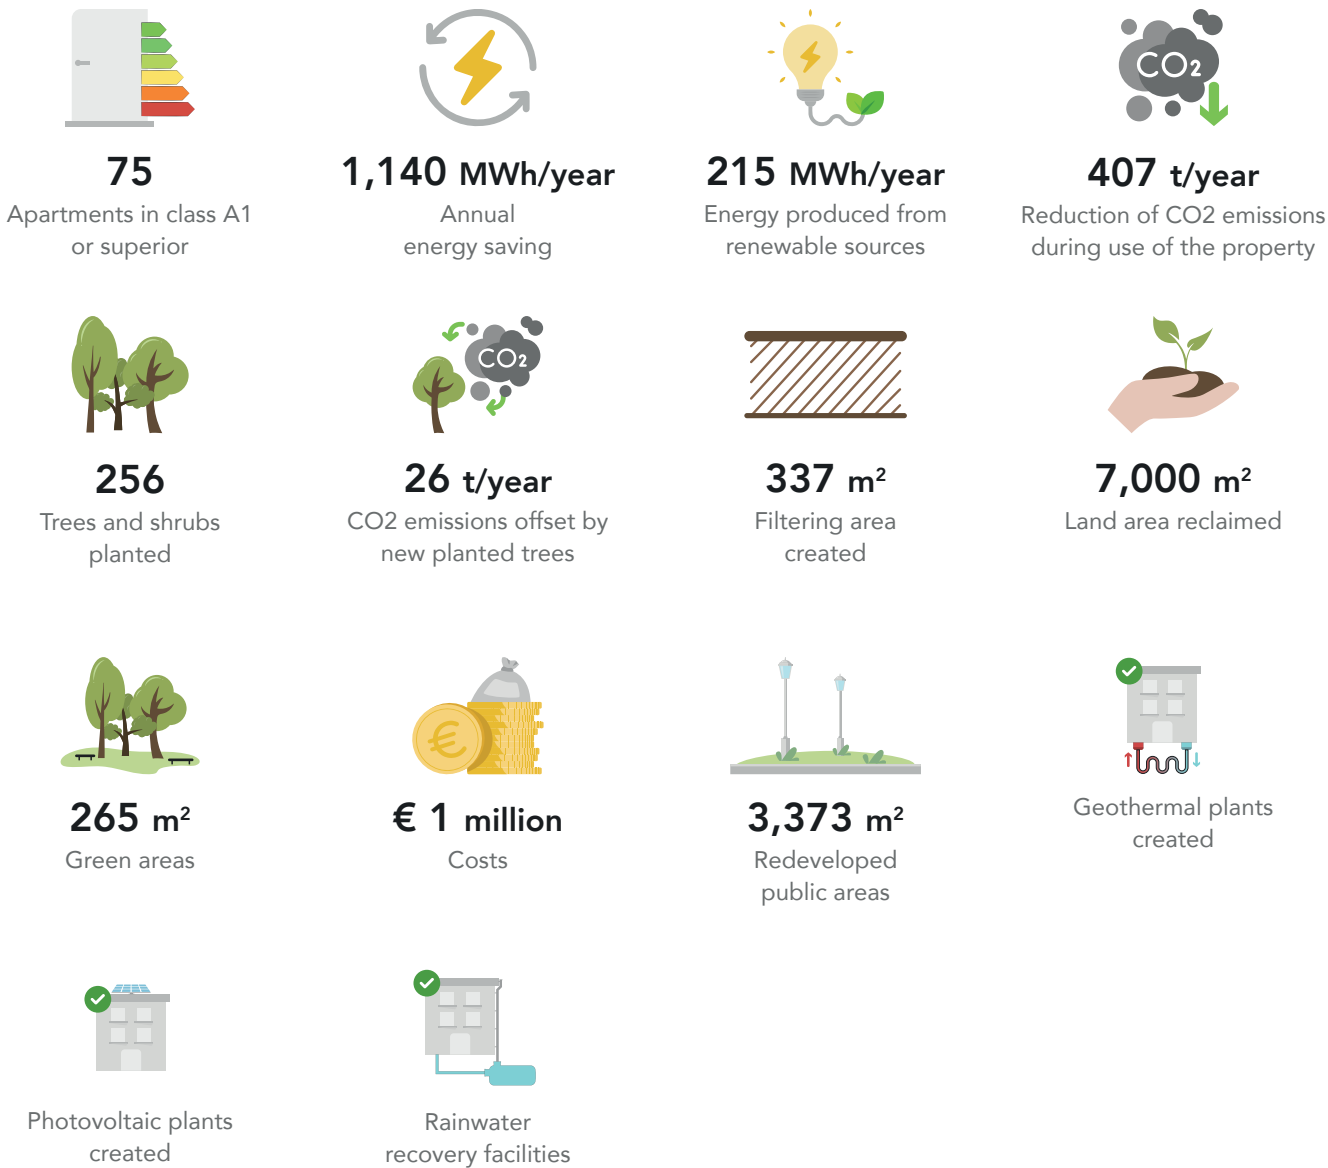 CO2
75
Apartments in class A1
or superior
1,140 MWh/year
Annual
energy saving
215 MWh/year
Energy produced from
renewable sources
407 t/year
Reduction of CO2 emissions
during use of the property
CO2
256
Trees and shrubs
planted
26 t/year
CO2 emissions offset by
new planted trees
337 m²
Filtering area
created
7,000 m²
Land area reclaimed
€
265 m²
Green areas
€ 1 million
Costs
3,373 m²
Redeveloped
public areas
Geothermal plants
created
Photovoltaic plants
created
Rainwater
recovery facilities